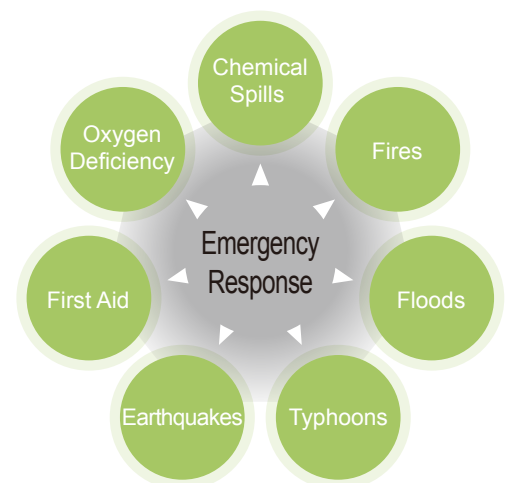 Chemical
Spills
Fires
Floods
Typhoons
Earthquakes
First Aid
Oxygen
Deficiency
Emergency
Response